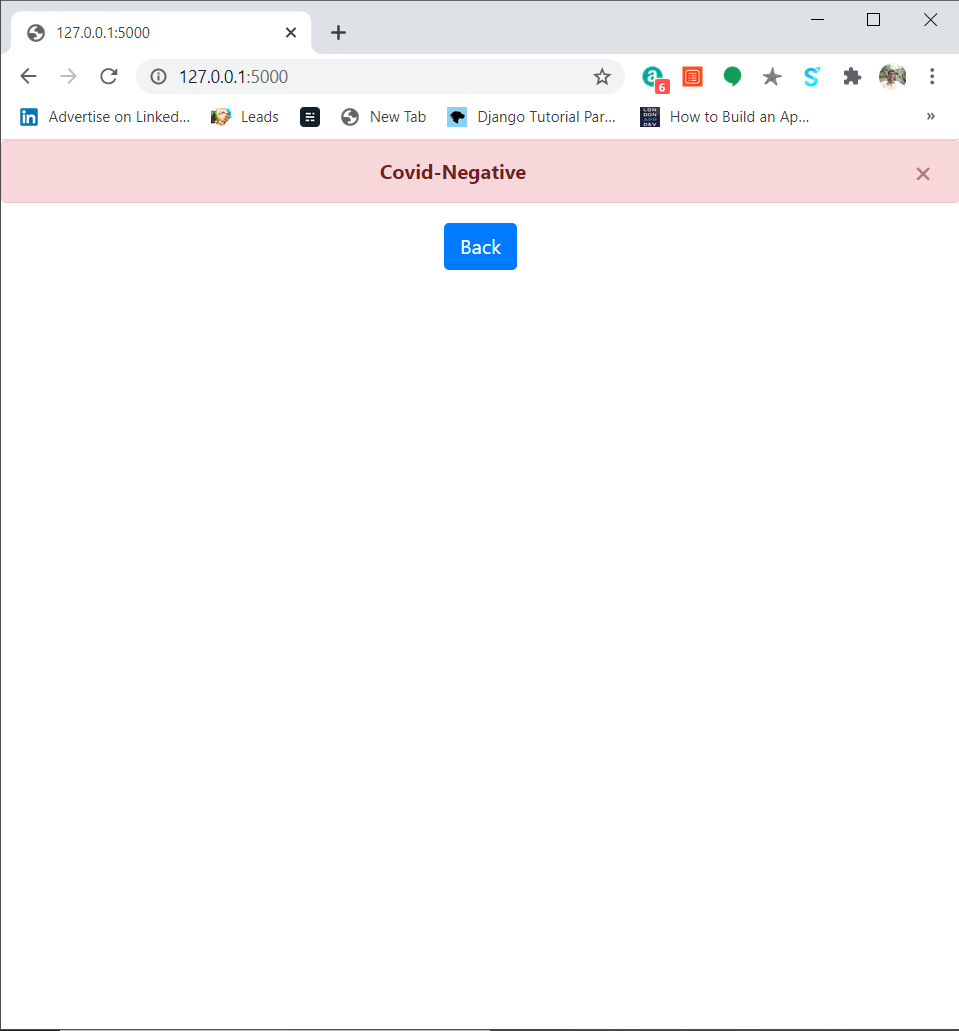 127.0.0.1:5000
127.0.0.1:5000
6
Advertise on Linked... Leads New Tab Django Tutorial Par... How to Build an Ap... »
Covid-Negative ×
Back